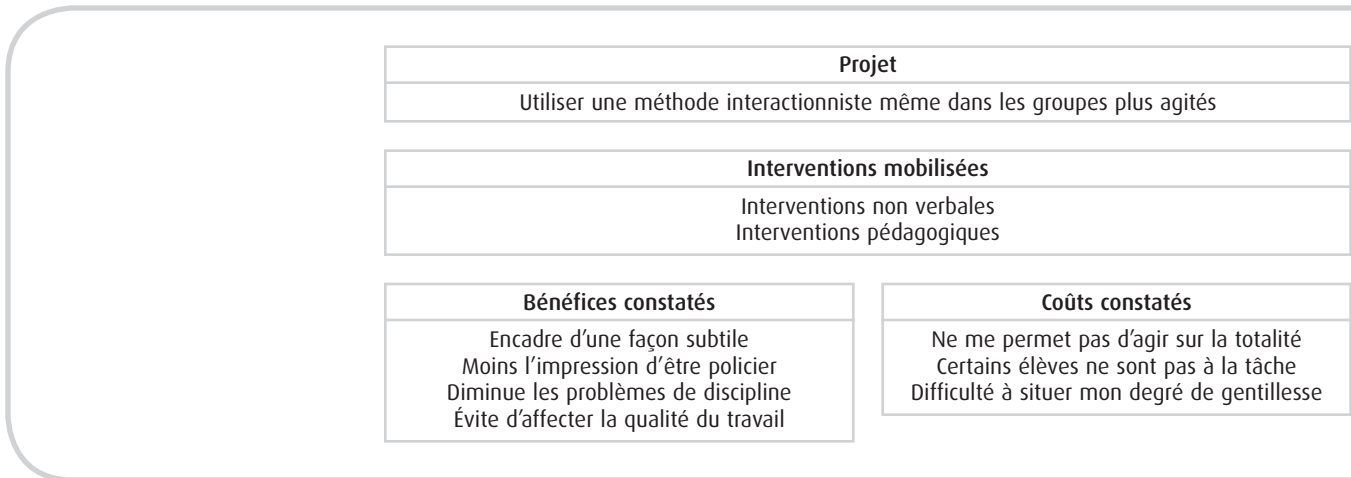 Projet
Utiliser une méthode interactionniste même dans les groupes plus agités
Interventions mobilisées
Interventions non verbales
Interventions pédagogiques
Bénéfices constatés
Encadre d’une façon subtile
Moins l’impression d’être policier
Diminue les problèmes de discipline
Évite d’affecter la qualité du travail
Coûts constatés
Ne me permet pas d’agir sur la totalité
Certains élèves ne sont pas à la tâche
Difficulté à situer mon degré de gentillesse